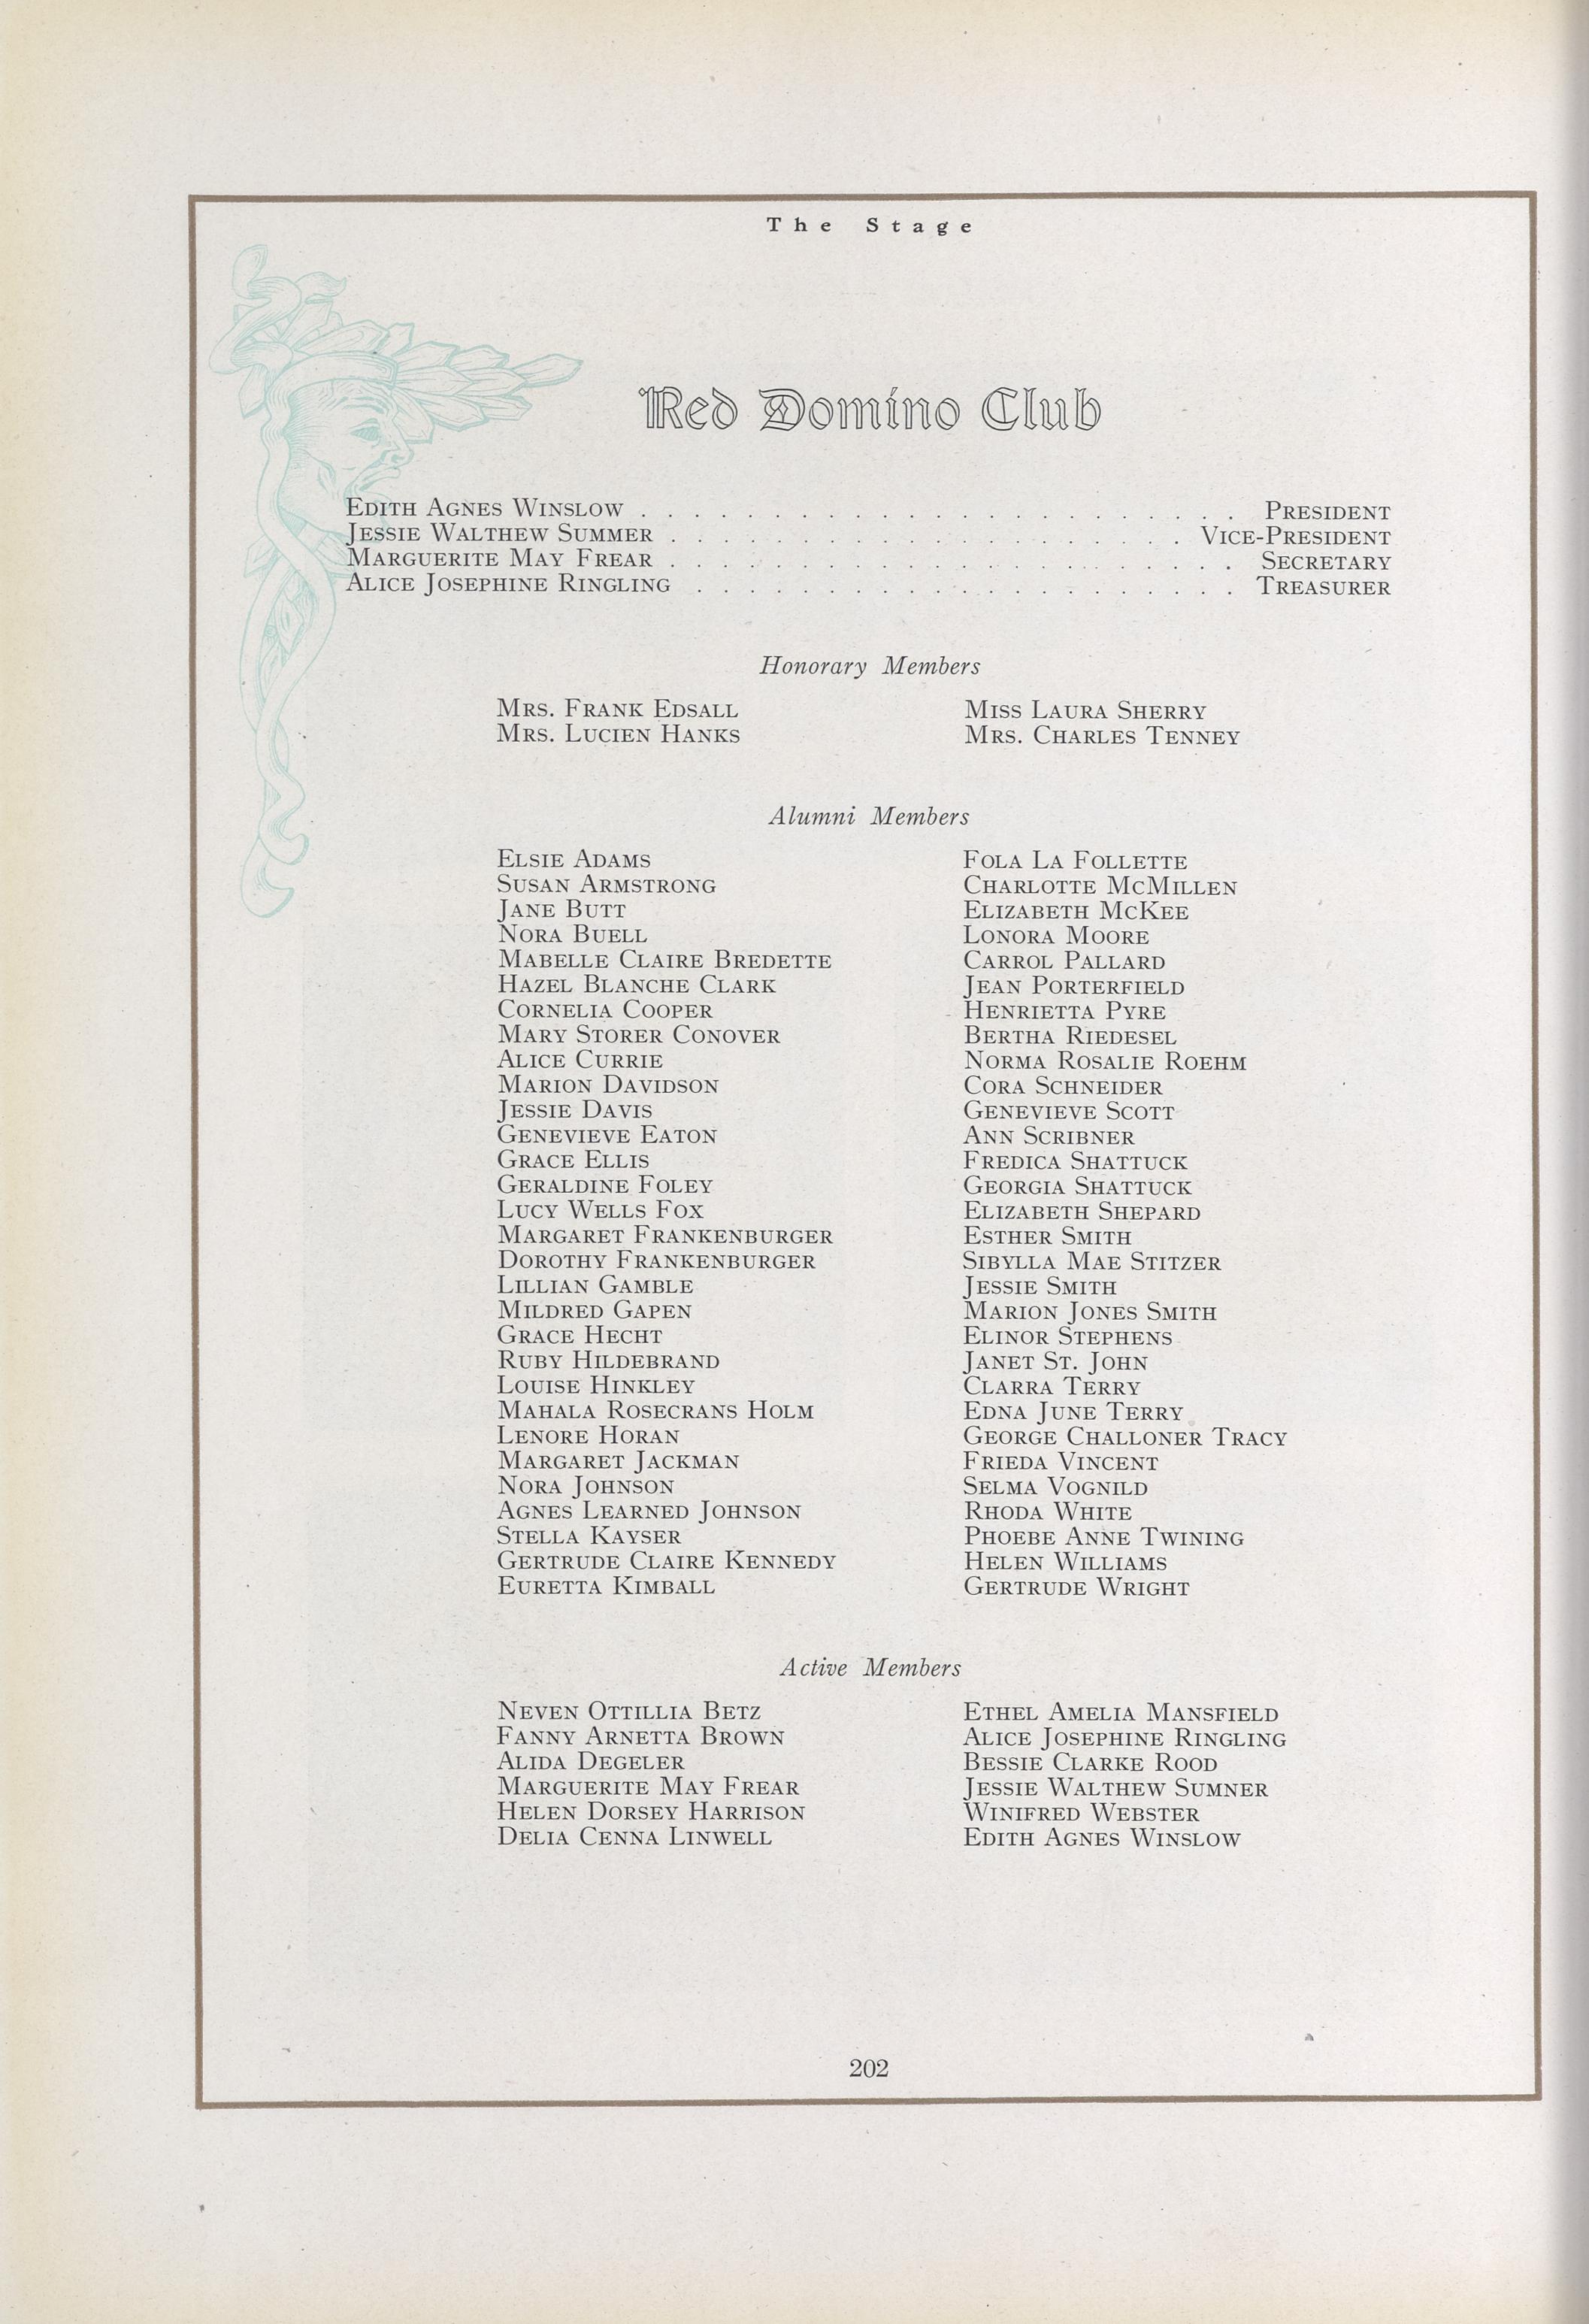 The Stage
Red Domino Club
Edith Agnes Winslow . . . . . . . . . . . . . . . . . . . . . . . President
Jessie Walthew Summer . . . . . . . . . . . . . . . . . . . . Vice-President
Marguerite May Frear . . . . . . . . . . . . . . . . . . . . . . Secretary
Alice Josephine Ringling . . . . . . . . . . . . . . . . . . . . . Treasurer
Honorary Members
Mrs. Frank Edsall
Mrs. Lucien Hanks
Miss Laura Sherry
Mrs. Charles Tenney
Alumni Members
Elsie Adams
Susan Armstrong
Jane Butt
Nora Buell
Mabelle Claire Bredette
Hazel Blanche Clark
Cornelia Cooper
Mary Storer Conover
Alice Currie
Marion Davidson
Jessie Davis
Genevieve Eaton
Grace Ellis
Geraldine Foley
Lucy Wells Fox
Margaret Frankenburger
Dorothy Frankenburger
Lillian Gamble
Mildred Gapen
Grace Hecht
Ruby Hildebrand
Louise Hinkley
Mahala Rosecrans Holm
Lenore Horan
Margaret Jackman
Nora Johnson
Agnes Learned Johnson
Stella Kayser
Gertrude Claire Kennedy
Euretta Kimball
Fola La Follette
Charlotte McMillen
Elizabeth McKee
Lonora Moore
Carrol Pallard
Jean Porterfield
Henrietta Pyre
Bertha Riedesel
Norma Rosalie Roehm
Cora Schneider
Genevieve Scott
Ann Scribner
Fredica Shattuck
Georgia Shattuck
Elizabeth Shepard
Esther Smith
Sibylla Mae Stitzer
Jessie Smith
Marion Jones Smith
Elinor Stephens
Janet St. John
Clarra Terry
Edna June Terry
George Challoner Tracy
Frieda Vincent
Selma Vognild
Rhoda White
Phoebe Anne Twining
Helen Williams
Gertrude Wright
Active Members
Neven Ottillia Betz
Fanny Arnetta Brown
Alida Degeler
Marguerite May Frear
Helen Dorsey Harrison
Delia Cenna Linwell
Ethel Amelia Mansfield
Alice Josephine Ringling
Bessie Clarke Rood
Jessie Walthew Sumner
Winifred Webster
Edith Agnes Winslow
202